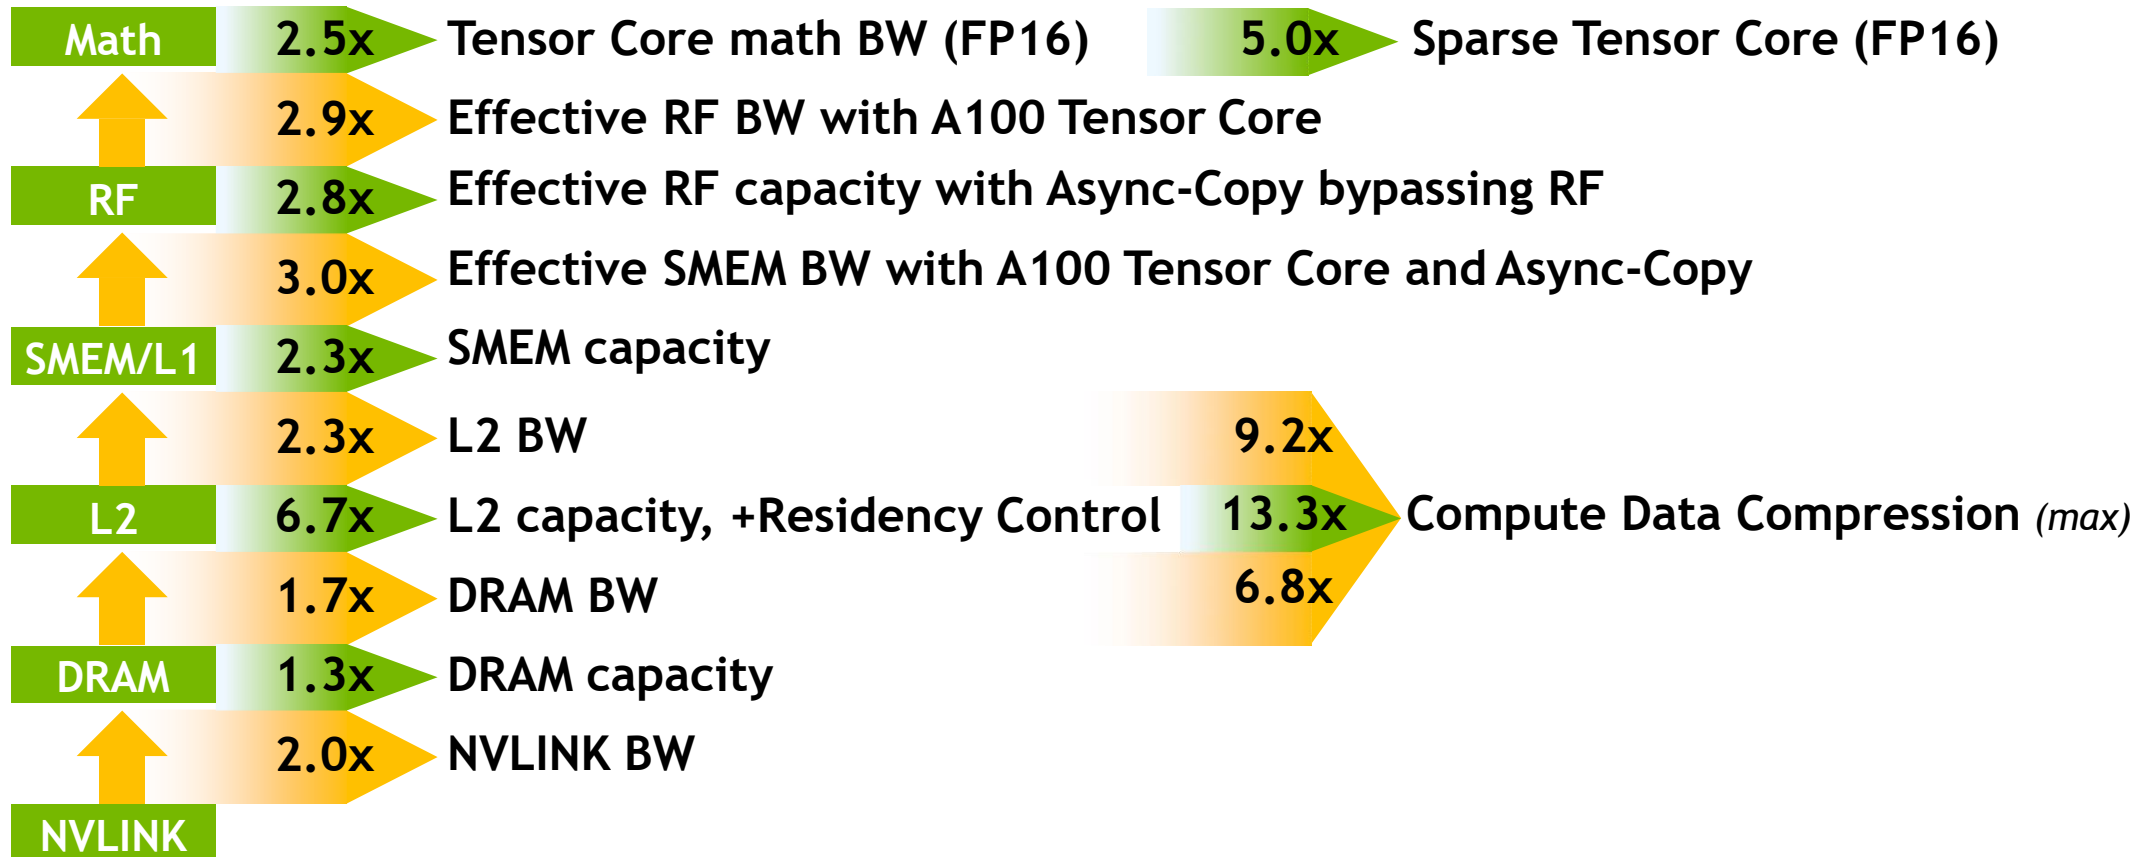 Math 2.5x Tensor Core math BW (FP16) 5.0x Sparse Tensor Core (FP16)
2.9x Effective RF BW with A100 Tensor Core
RF 2.8x Effective RF capacity with Async-Copy bypassing RF
3.0x Effective SMEM BW with A100 Tensor Core and Async-Copy
SMEM/L1 2.3x SMEM capacity
2.3x L2 BW 9.2x
L2 6.7x L2 capacity, +Residency Control 13.3x Compute Data Compression (max)
1.7x DRAM BW 6.8x
DRAM 1.3x DRAM capacity
2.0x NVLINK BW
NVLINK